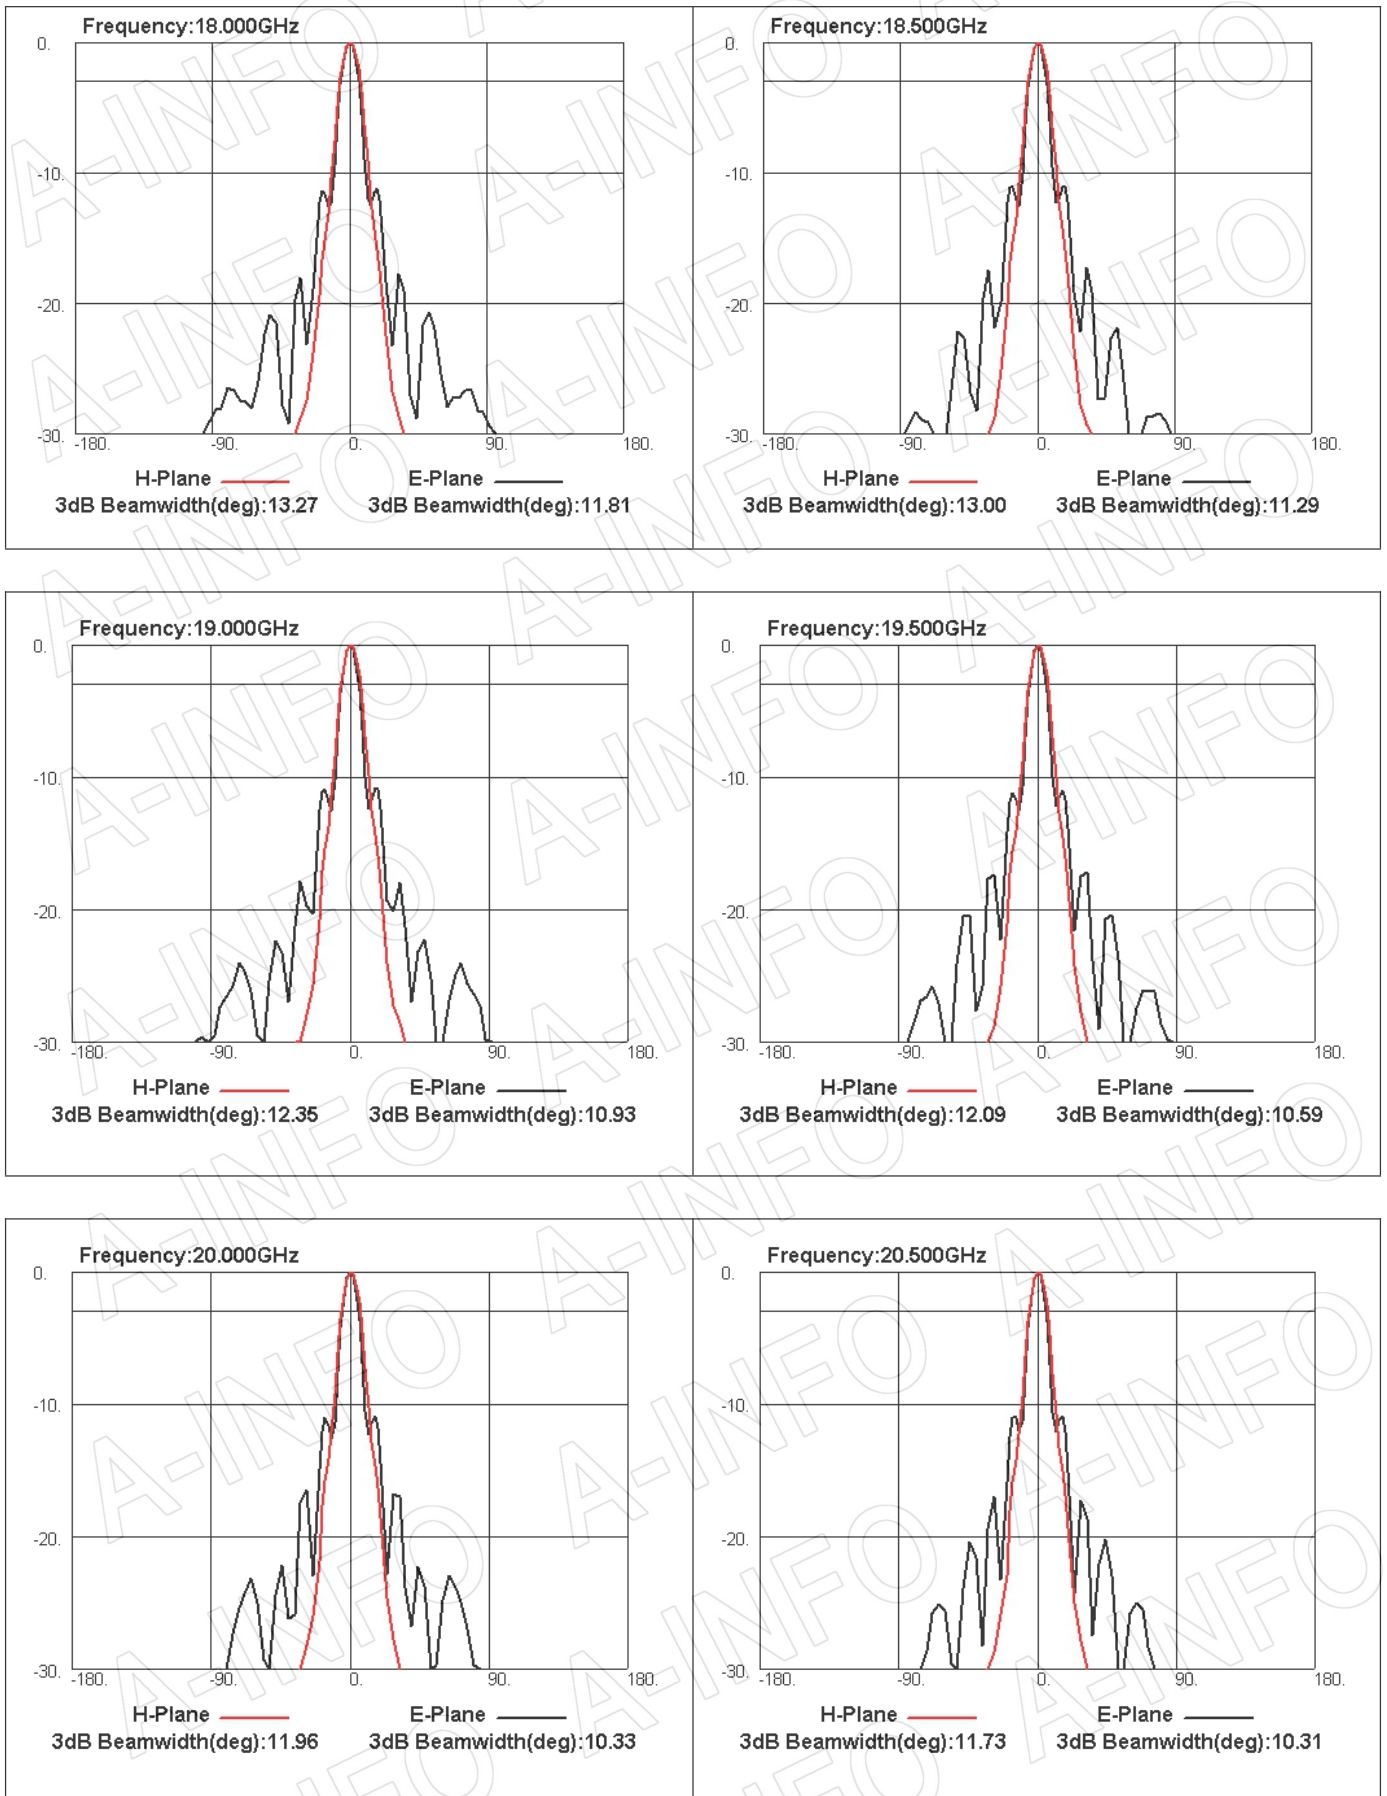 Frequency:18.000GHz
0.
-10.
-20.
-30.
-180. -90. 0. 90. 180.
H-Plane E-Plane
3dB Beamwidth(deg):13.27 3dB Beamwidth(deg):11.81
Frequency:18.500GHz
0.
-10.
-20.
-30.
-180. -90. 0. 90. 180.
H-Plane E-Plane
3dB Beamwidth(deg):13.00 3dB Beamwidth(deg):11.29
Frequency:19.000GHz
0.
-10.
-20.
-30.
-180. -90. 0. 90. 180.
H-Plane E-Plane
3dB Beamwidth(deg):12.35 3dB Beamwidth(deg):10.93
Frequency:19.500GHz
0.
-10.
-20.
-30.
-180. -90. 0. 90. 180.
H-Plane E-Plane
3dB Beamwidth(deg):12.09 3dB Beamwidth(deg):10.59
Frequency:20.000GHz
0.
-10.
-20.
-30.
-180. -90. 0. 90. 180.
H-Plane E-Plane
3dB Beamwidth(deg):11.96 3dB Beamwidth(deg):10.33
Frequency:20.500GHz
0.
-10.
-20.
-30.
-180. -90. 0. 90. 180.
H-Plane E-Plane
3dB Beamwidth(deg):11.73 3dB Beamwidth(deg):10.31
A-INFO